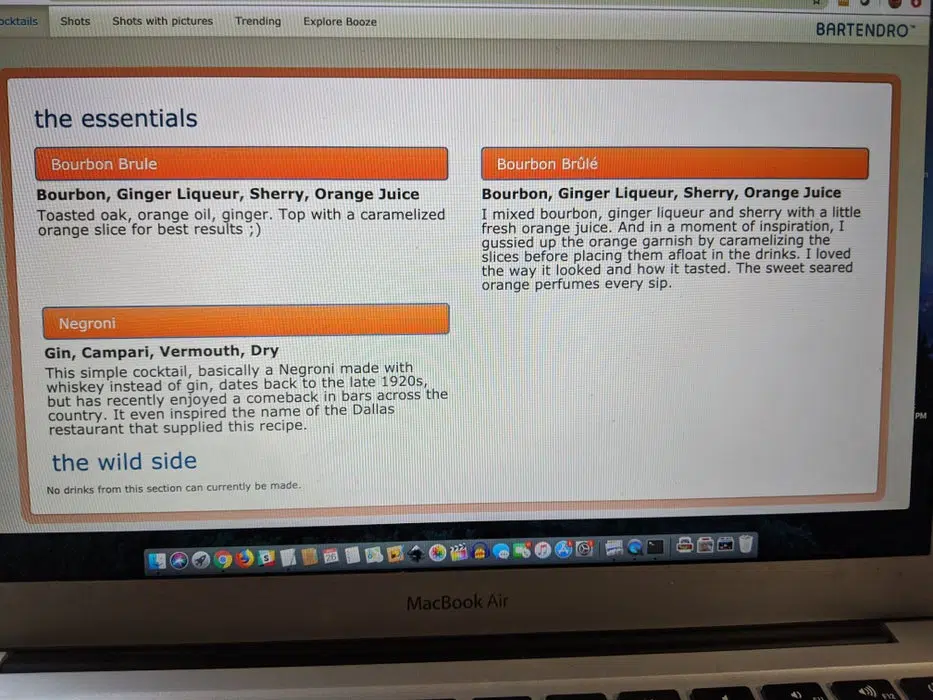 ocktails Shots Shots with pictures Trending Explore Booze
BARTENDRO™
the essentials
Bourbon Brule
Bourbon, Ginger Liqueur, Sherry, Orange Juice
Toasted oak, orange oil, ginger. Top with a caramelized
orange slice for best results ;)
Bourbon Brûlé
Bourbon, Ginger Liqueur, Sherry, Orange Juice
I mixed bourbon, ginger liqueur and sherry with a little
fresh orange juice. And in a moment of inspiration, I
gussied up the orange garnish by caramelizing the
slices before placing them afloat in the drinks. I loved
the way it looked and how it tasted. The sweet seared
orange perfumes every sip.
Negroni
Gin, Campari, Vermouth, Dry
This simple cocktail, basically a Negroni made with
whiskey instead of gin, dates back to the late 1920s,
but has recently enjoyed a comeback in bars across the
country. It even inspired the name of the Dallas
restaurant that supplied this recipe.
the wild side
No drinks from this section can currently be made.
PM
26
MacBook Air
F12